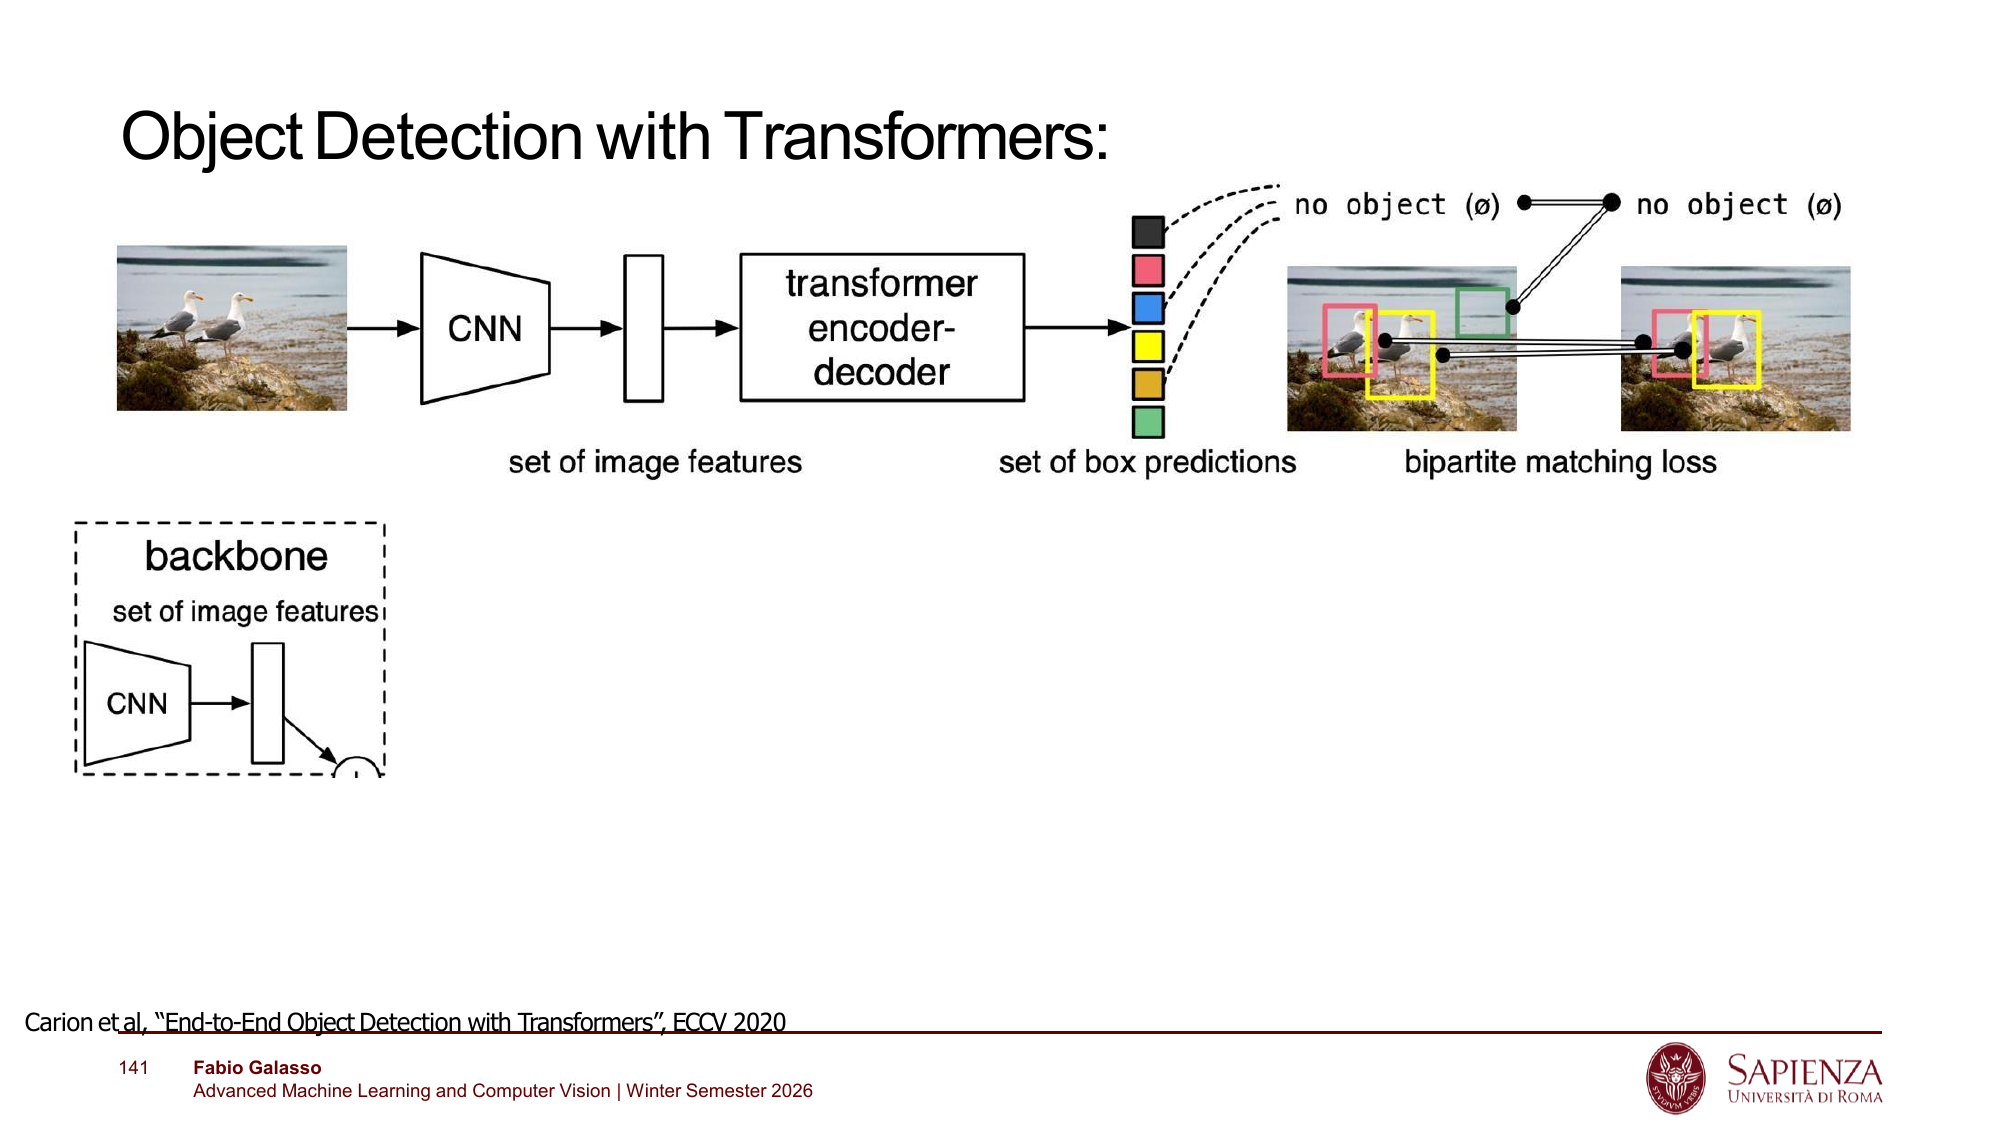 Object Detection with Transformers:
no object (ø)
no object (ø)
CNN
transformer
encoder-
decoder
set of image features
set of box predictions
bipartite matching loss
backbone
set of image features
CNN
Carion et al, “End-to-End Object Detection with Transformers”, ECCV 2020
141
Fabio Galasso
Advanced Machine Learning and Computer Vision | Winter Semester 2026
SAPIENZA
UNIVERSITÀ DI ROMA